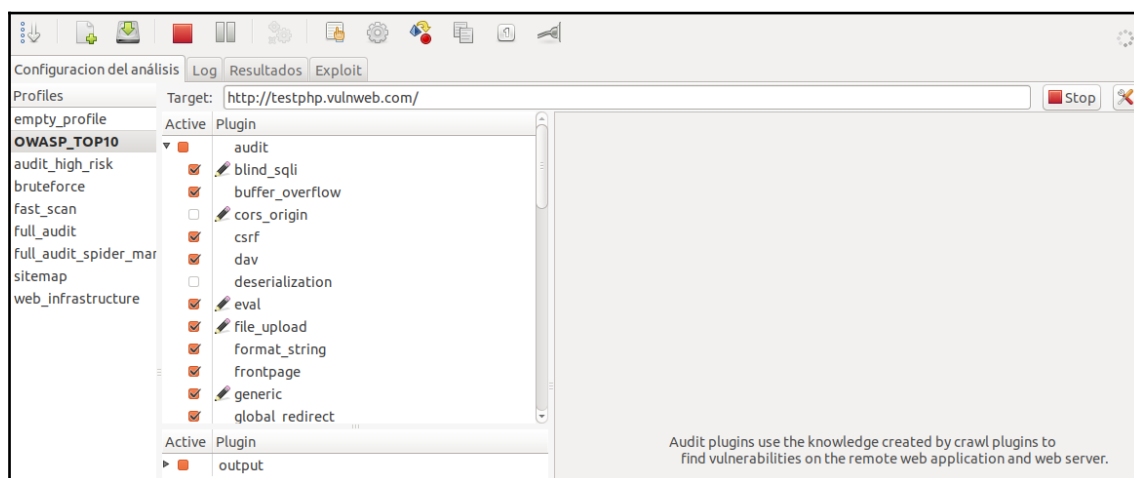 Configuracion del análisis Log Resultados Exploit
Profiles
empty_profile
OWASP_TOP10
audit_high_risk
bruteforce
fast_scan
full_audit
full_audit_spider_mar
sitemap
web_infrastructure
Target: http://testphp.vulnweb.com/ Stop
Active Plugin
audit
blind_sqli
buffer_overflow
cors_origin
csrf
dav
deserialization
eval
file_upload
format_string
frontpage
generic
global_redirect
Active Plugin
output
Audit plugins use the knowledge created by crawl plugins to
find vulnerabilities on the remote web application and web server.